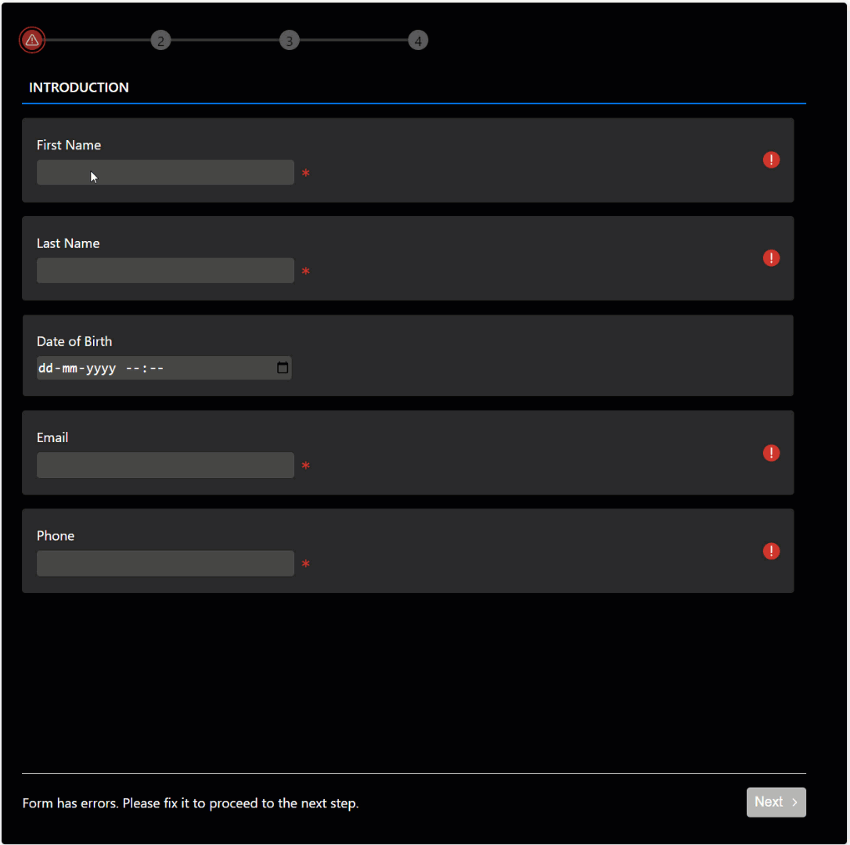 2 3 4
INTRODUCTION
First Name
*
Last Name
*
Date of Birth
dd-mm-yyyy --:--
Email
*
Phone
*
Form has errors. Please fix it to proceed to the next step.
Next >